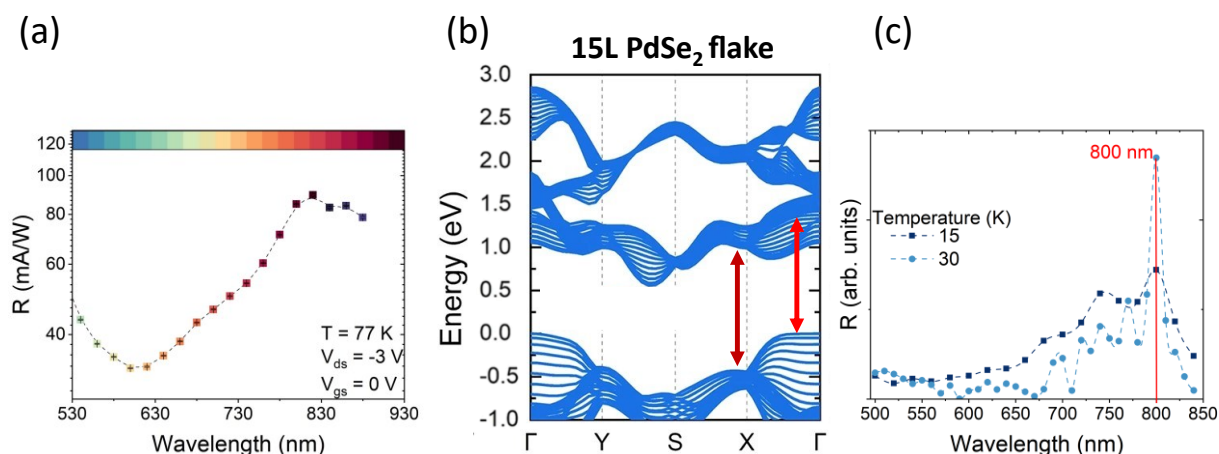 (a)
R (mA/W)
120
100
80
60
40
T = 77 K
V_ds = -3 V
V_gs = 0 V
530 630 730 830 930
Wavelength (nm)
(b)
15L PdSe₂ flake
Energy (eV)
3.0
2.5
2.0
1.5
1.0
0.5
0.0
-0.5
-1.0
Γ Y S X Γ
(c)
R (arb. units)
800 nm
Temperature (K)
15
30
500 550 600 650 700 750 800 850
Wavelength (nm)